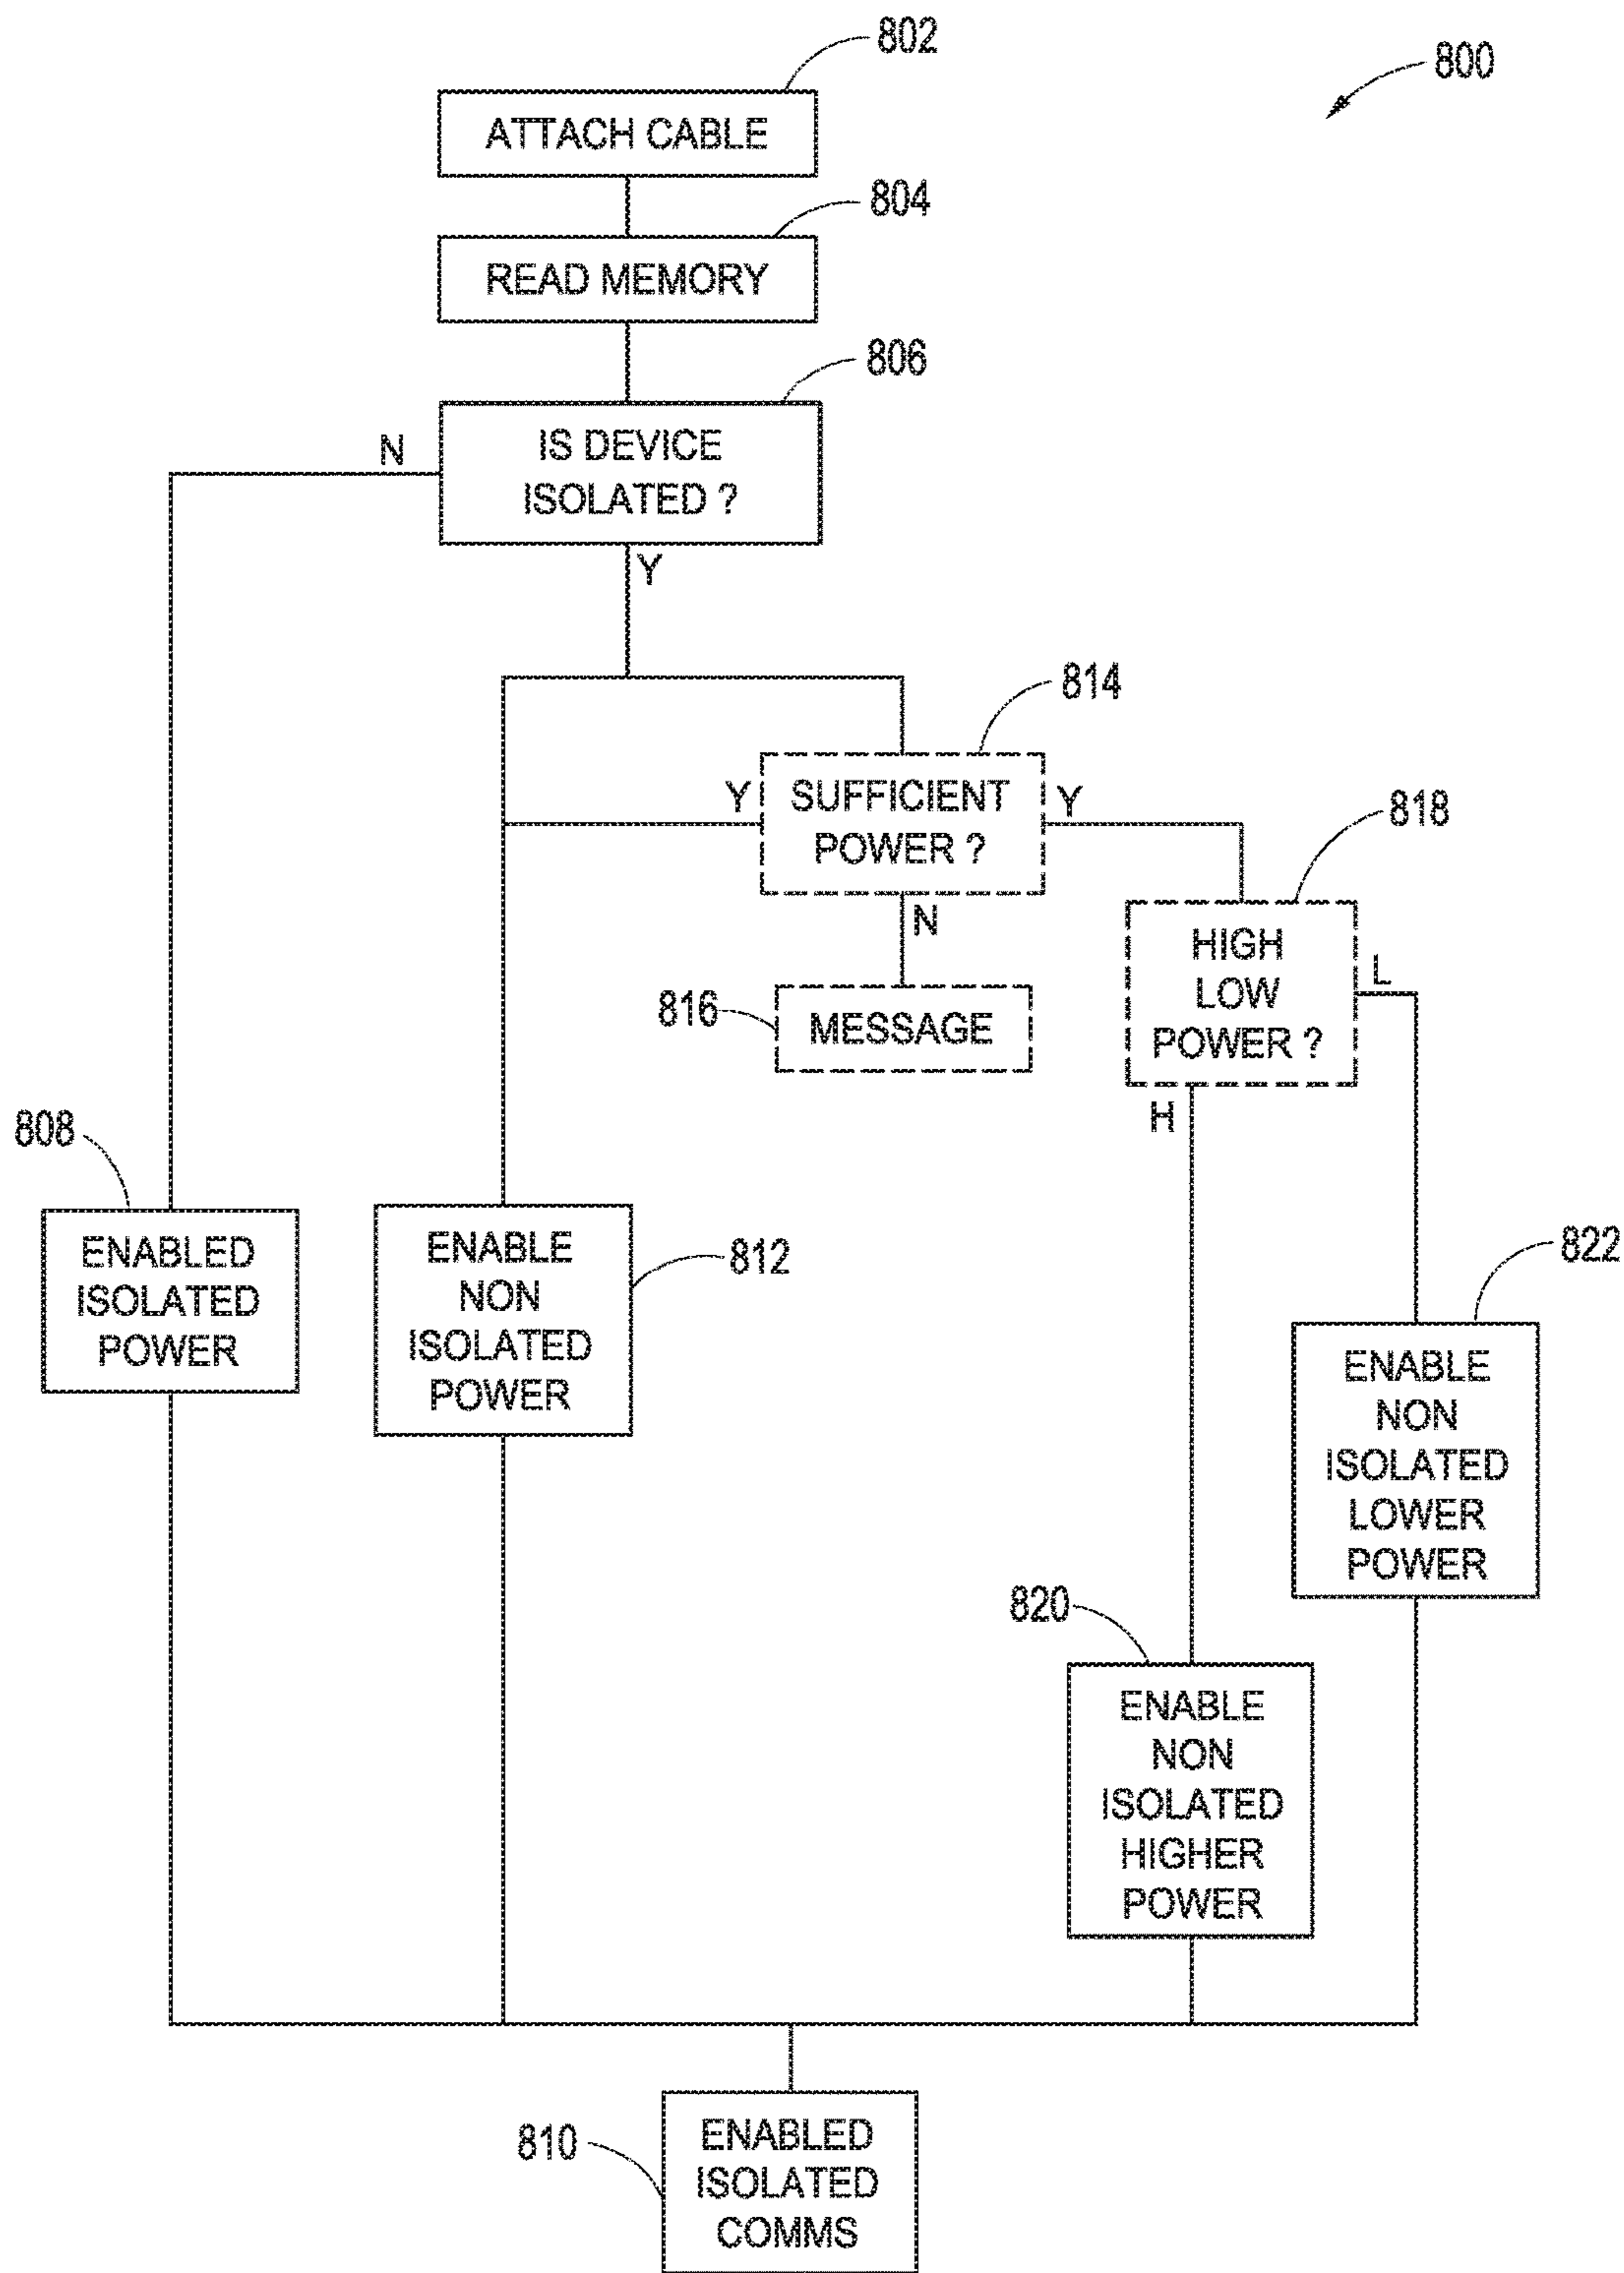 802
800
ATTACH CABLE
804
READ MEMORY
806
N
IS DEVICE
ISOLATED ?
Y
814
Y
SUFFICIENT
POWER ?
Y
818
N
816
MESSAGE
HIGH
LOW
POWER ?
L
H
808
ENABLED
ISOLATED
POWER
ENABLE
NON
ISOLATED
POWER
812
822
ENABLE
NON
ISOLATED
LOWER
POWER
820
ENABLE
NON
ISOLATED
HIGHER
POWER
810
ENABLED
ISOLATED
COMMS